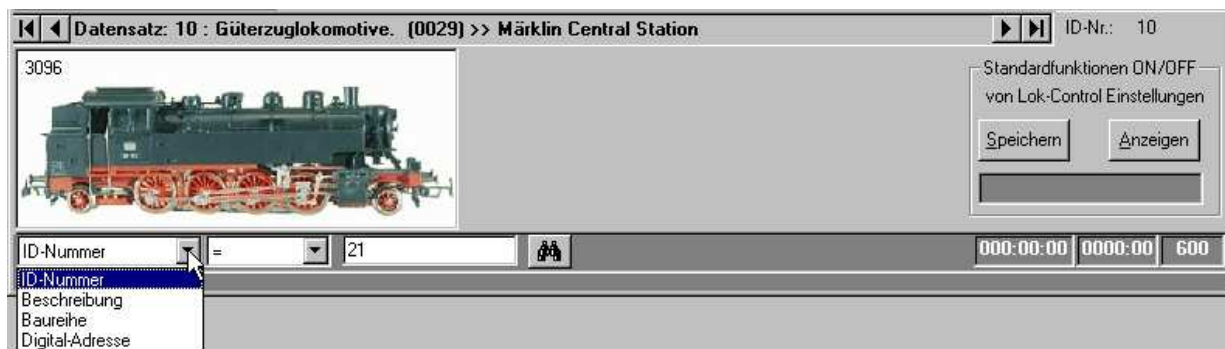 Datensatz: 10 : Güterzuglokomotive. (0029) >> Märklin Central Station ID-Nr.: 10
3096
Standardfunktionen ON/OFF
von Lok-Control Einstellungen
Speichern Anzeigen
ID-Nummer = 21 000:00:00 0000:00 600
ID-Nummer
Beschreibung
Baureihe
Digital-Adresse